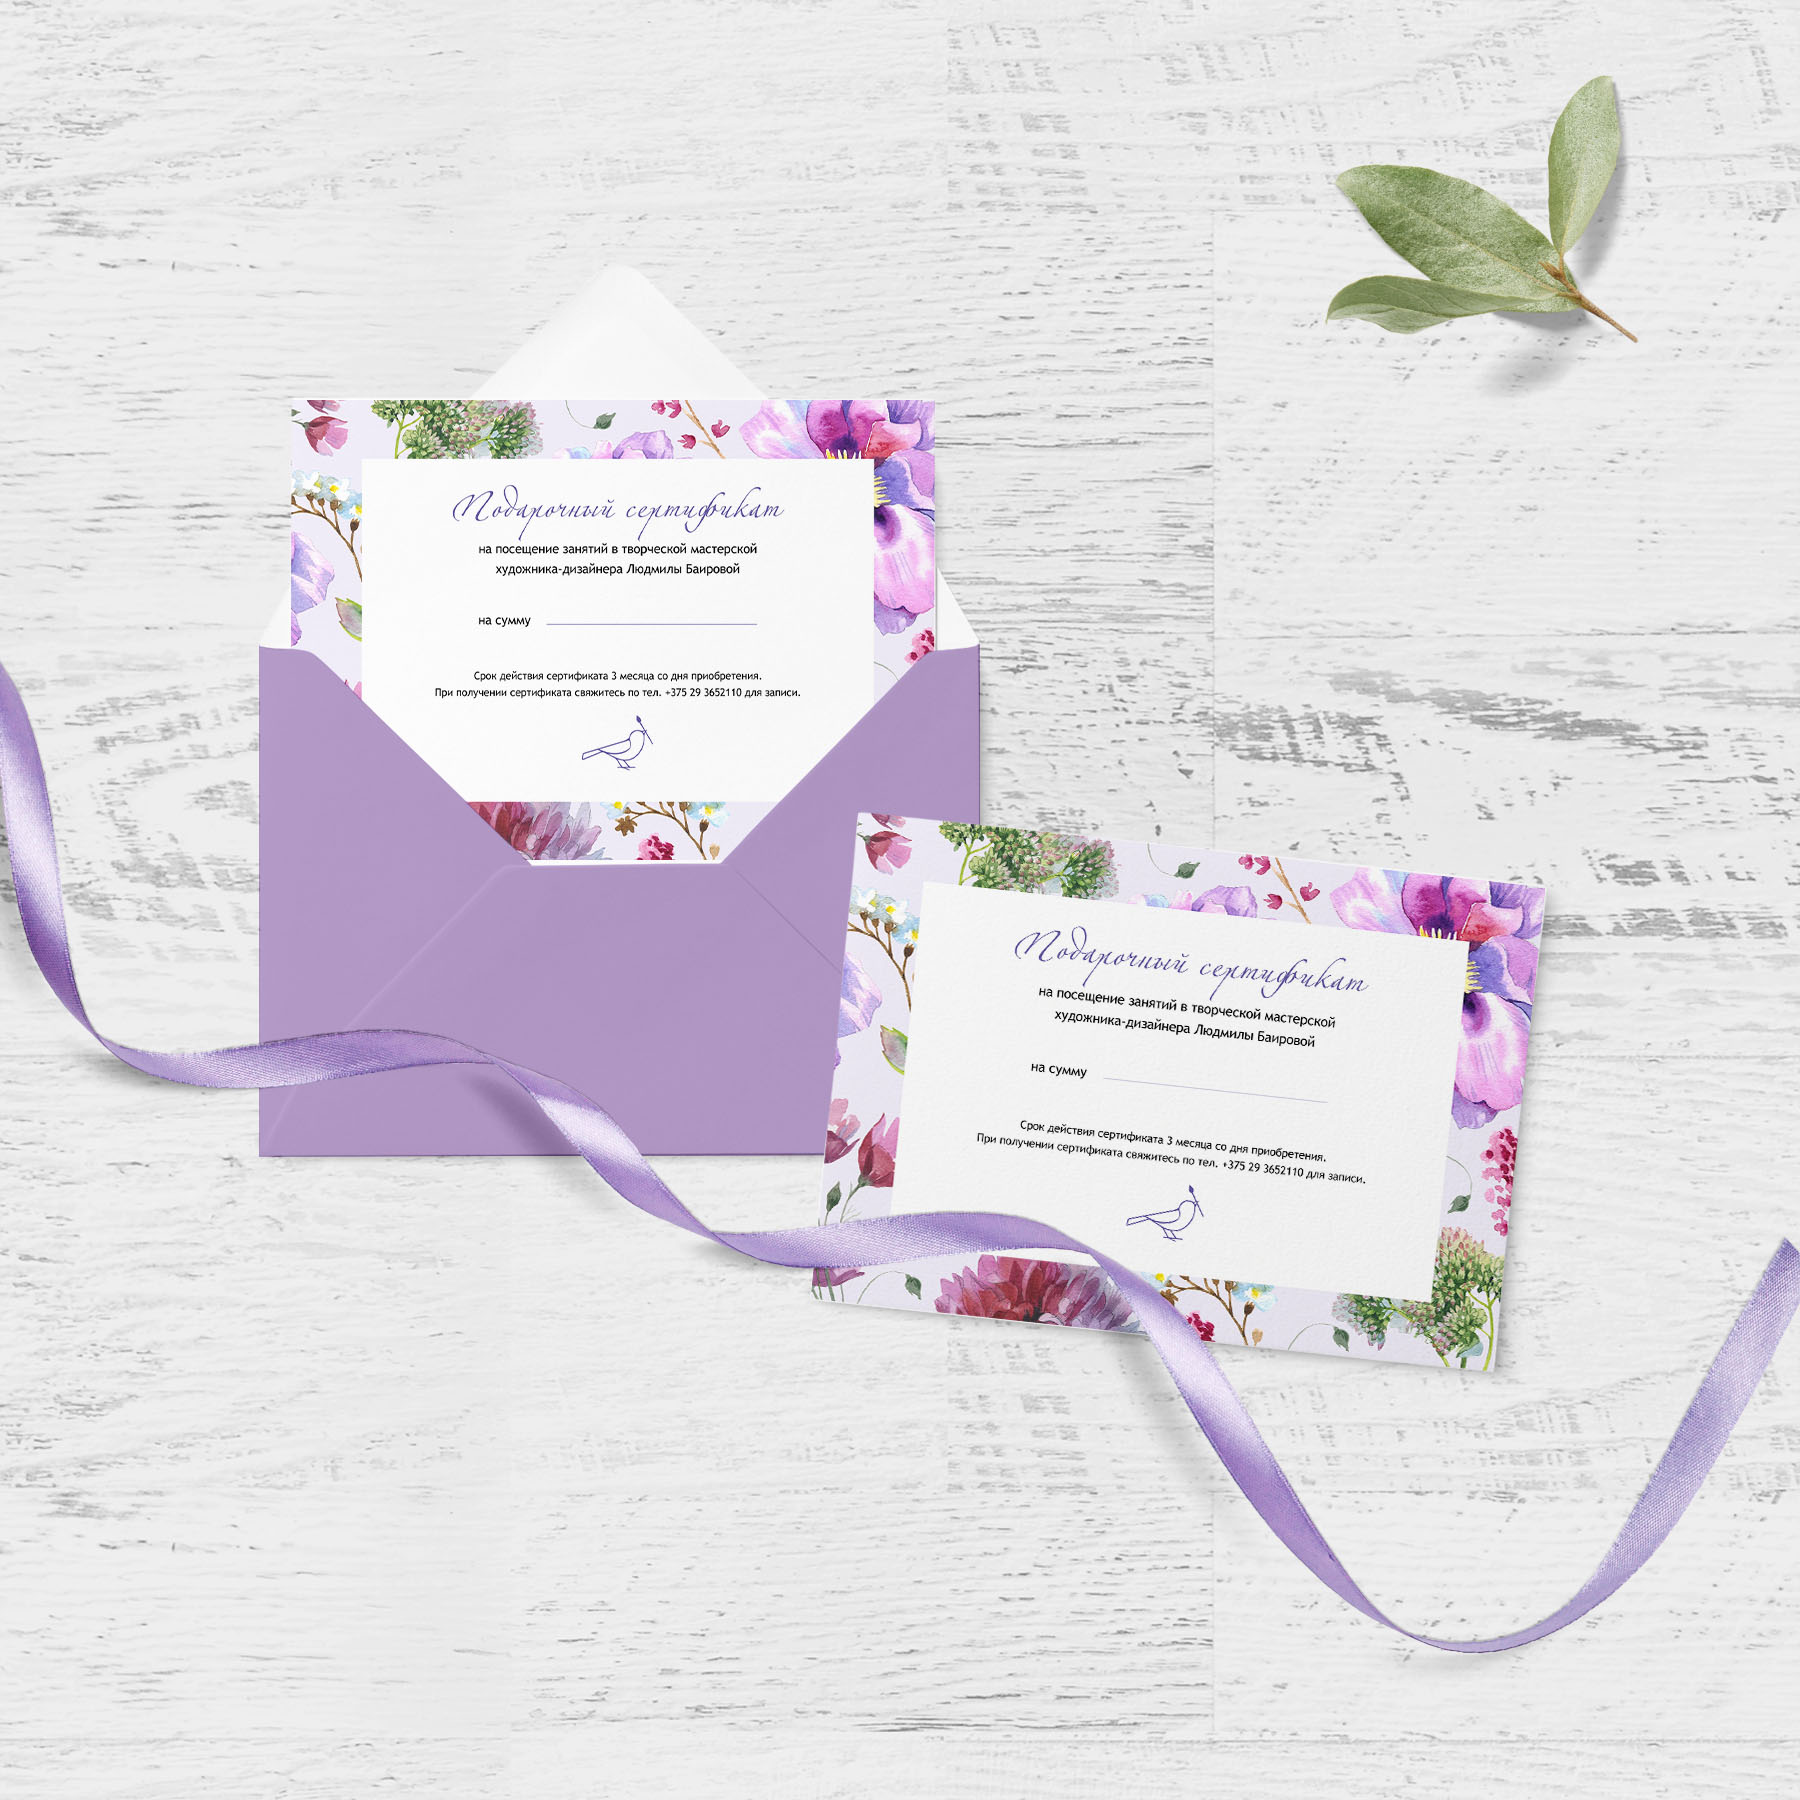 Подарочный сертификат
на посещение занятий в творческой мастерской
художника-дизайнера Людмилы Баировой
на сумму
Срок действия сертификата 3 месяца со дня приобретения.
При получении сертификата свяжитесь по тел. +375 29 3652110 для записи.
Подарочный сертификат
на посещение занятий в творческой мастерской
художника-дизайнера Людмилы Баировой
на сумму
Срок действия сертификата 3 месяца со дня приобретения.
При получении сертификата свяжитесь по тел. +375 29 3652110 для записи.